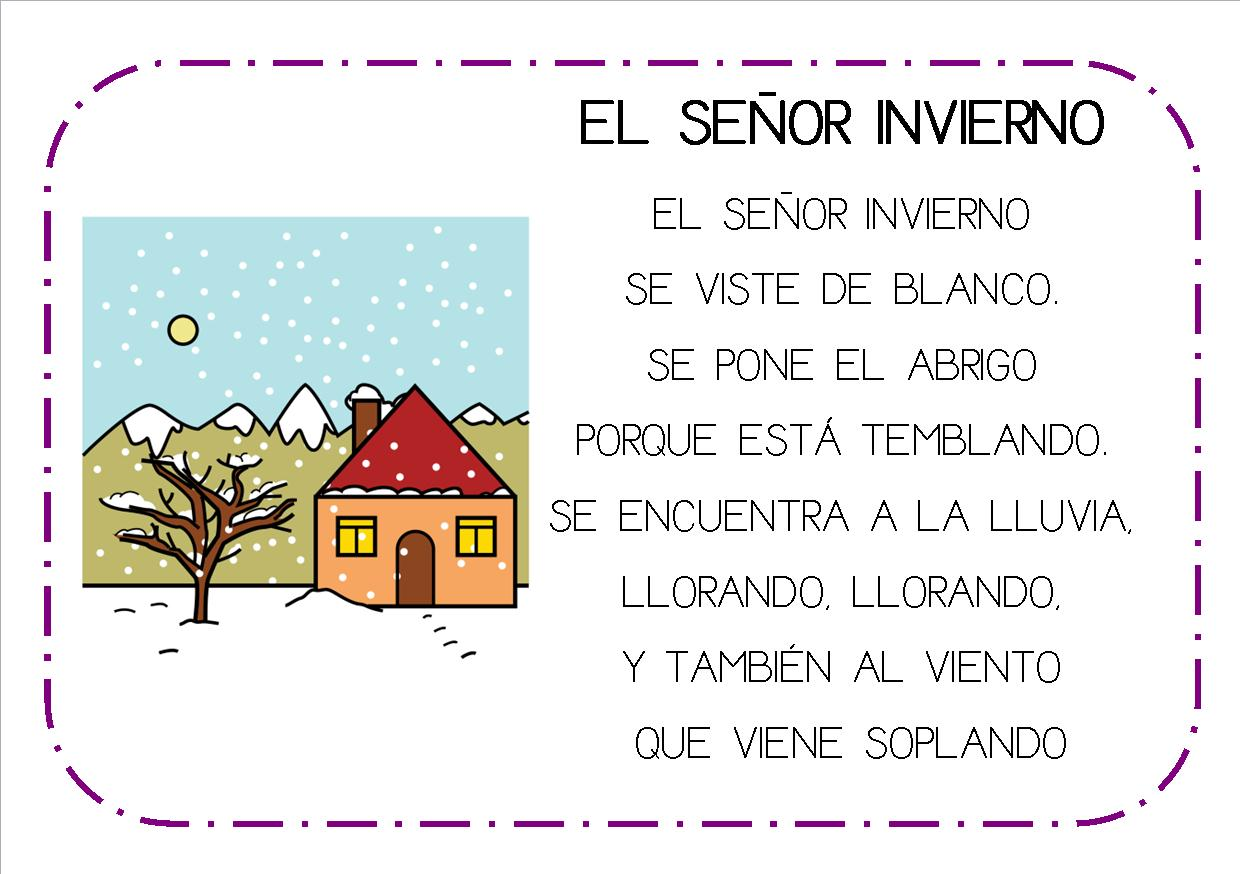 EL SEÑOR INVIERNO
EL SEÑOR INVIERNO
SE VISTE DE BLANCO.
SE PONE EL ABRIGO
PORQUE ESTÁ TEMBLANDO.
SE ENCUENTRA A LA LLUVIA,
LLORANDO, LLORANDO,
Y TAMBIÉN AL VIENTO
QUE VIENE SOPLANDO